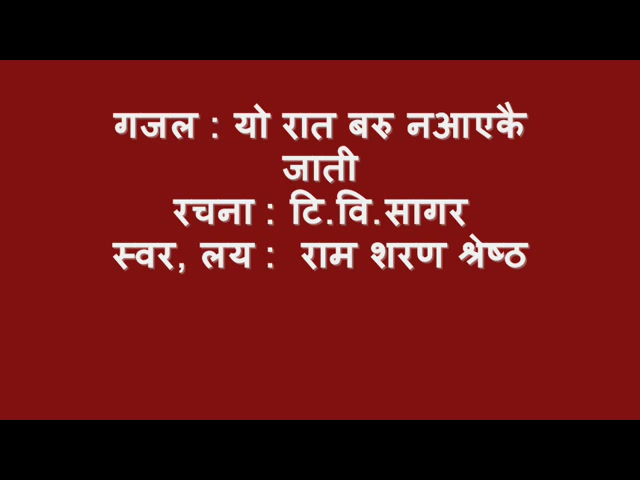 गजल : यो रात बरु नआएकै
जाती
रचना : टि.वि.सागर
स्वर, लय : राम शरण श्रेष्ठ